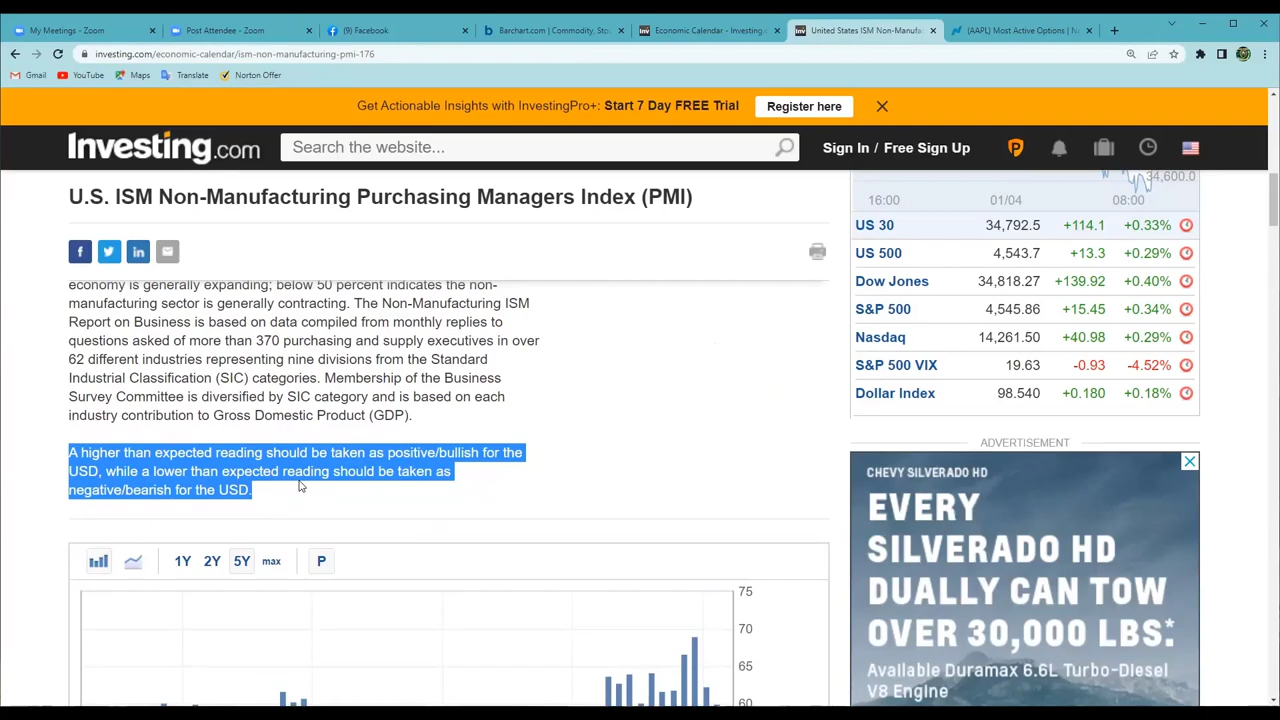 My Meetings - Zoom
Post Attendee - Zoom
(9) Facebook
Barchart.com | Commodity, Sto
Economic Calendar - Investing.c
United States ISM Non-Manufa
(AAPL) Most Active Options | N
investing.com/economic-calendar/ism-non-manufacturing-pmi-176
Gmail
YouTube
Maps
Translate
Norton Offer
Get Actionable Insights with InvestingPro+: Start 7 Day FREE Trial
Register here
Investing.com
Search the website...
Sign In / Free Sign Up
U.S. ISM Non-Manufacturing Purchasing Managers Index (PMI)
economy is generally expanding; below 50 percent indicates the non-
manufacturing sector is generally contracting. The Non-Manufacturing ISM
Report on Business is based on data compiled from monthly replies to
questions asked of more than 370 purchasing and supply executives in over
62 different industries representing nine divisions from the Standard
Industrial Classification (SIC) categories. Membership of the Business
Survey Committee is diversified by SIC category and is based on each
industry contribution to Gross Domestic Product (GDP).
A higher than expected reading should be taken as positive/bullish for the
USD, while a lower than expected reading should be taken as
negative/bearish for the USD.
1Y 2Y 5Y max P
75
70
65
60
34,600.0
16:00 01/04 08:00
US 30 34,792.5 +114.1 +0.33%
US 500 4,543.7 +13.3 +0.29%
Dow Jones 34,818.27 +139.92 +0.40%
S&P 500 4,545.86 +15.45 +0.34%
Nasdaq 14,261.50 +40.98 +0.29%
S&P 500 VIX 19.63 -0.93 -4.52%
Dollar Index 98.540 +0.180 +0.18%
ADVERTISEMENT
CHEVY SILVERADO HD
EVERY
SILVERADO HD
DUALLY CAN TOW
OVER 30,000 LBS.*
Available Duramax 6.6L Turbo-Diesel
V8 Engine